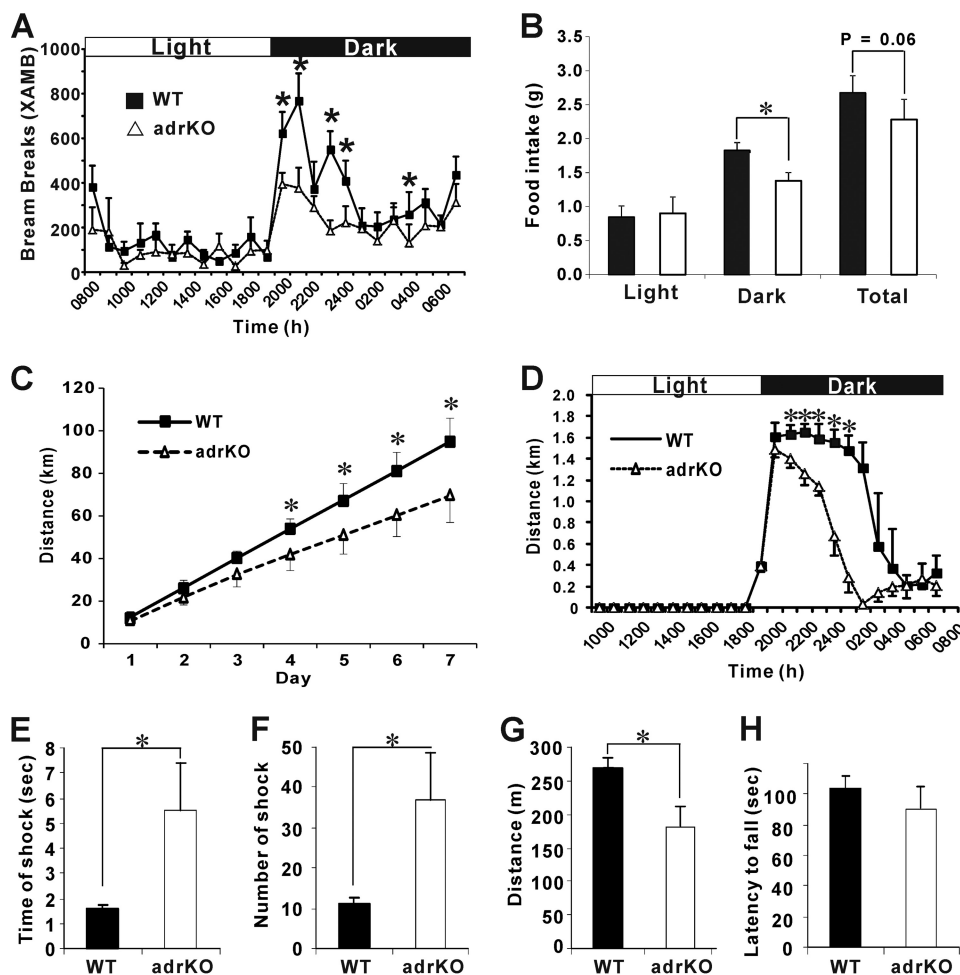 A
Light Dark
Bream Breaks (XAMB)
1000
800
600
400
200
0
WT
adrKO
* * * * *
0800 1000 1200 1400 1600 1800 2000 2200 2400 0200 0400 0600
Time (h)
B
Food intake (g)
3.5
3.0
2.5
2.0
1.5
1.0
0.5
0.0
*
P = 0.06
Light Dark Total
C
Distance (km)
120
100
80
60
40
20
0
WT
adrKO
* * * *
1 2 3 4 5 6 7
Day
D
Light Dark
Distance (km)
2.0
1.8
1.6
1.4
1.2
1.0
0.8
0.6
0.4
0.2
0
WT
adrKO
*****
1000 1200 1400 1600 1800 2000 2200 2400 0200 0400 0600 0800
Time (h)
E
Time of shock (sec)
8
7
6
5
4
3
2
1
0
*
WT adrKO
F
Number of shock
50
40
30
20
10
0
*
WT adrKO
G
Distance (m)
300
250
200
150
300
50
0
*
WT adrKO
H
Latency to fall (sec)
100
80
60
40
20
0
WT adrKO